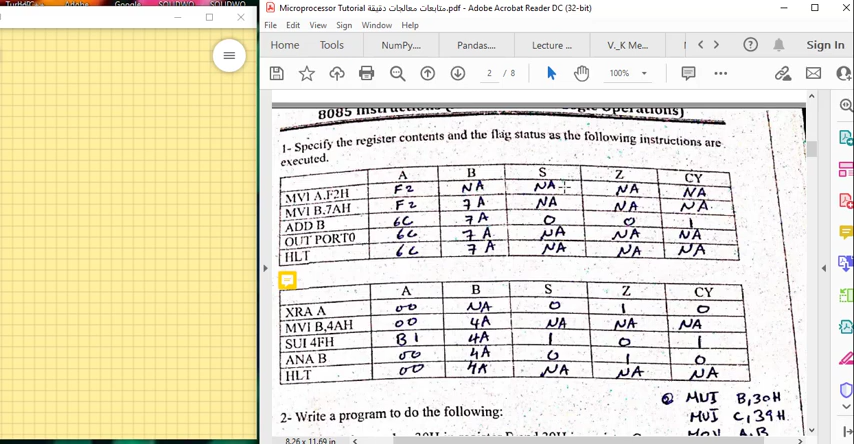 Microprocessor Tutorial متابعات معالجات دقيقة.pdf - Adobe Acrobat Reader DC (32-bit)
File Edit View Sign Window Help
Home Tools NumPy.... Pandas.... Lecture ... V._K Me... Sign In
2 / 8 100%
8085 Instructions ( Logic Operations)
1- Specify the register contents and the flag status as the following instructions are
executed.
A B S Z CY
MVI A,F2H F2 NA NA NA NA
MVI B,7AH F2 7A NA NA NA
ADD B 6C 7A 0 0 1
OUT PORT0 6C 7A NA NA NA
HLT 6C 7A NA NA NA
A B S Z CY
XRA A 00 NA 0 1 0
MVI B,4AH 00 4A NA NA NA
SUI 4FH B1 4A 1 0 1
ANA B 00 4A 0 1 0
HLT 00 4A NA NA NA
2- Write a program to do the following:
② MVI B,30H
MVI C,39H
MOV A,B
8.26 x 11.69 in